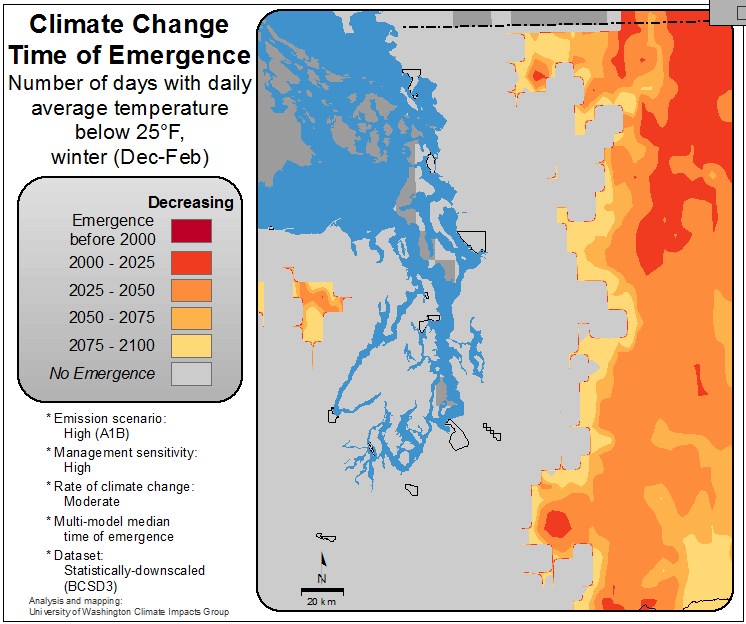 Climate Change
Time of Emergence
Number of days with daily
average temperature
below 25°F,
winter (Dec-Feb)
Decreasing
Emergence
before 2000
2000 - 2025
2025 - 2050
2050 - 2075
2075 - 2100
No Emergence
* Emission scenario:
High (A1B)
* Management sensitivity:
High
* Rate of climate change:
Moderate
* Multi-model median
time of emergence
* Dataset:
Statistically-downscaled
(BCSD3)
Analysis and mapping:
University of Washington Climate Impacts Group
N
20 km